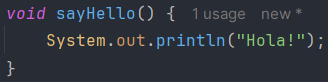 void sayHello() { 1 usage new *
    System.out.println("Hola!");
}